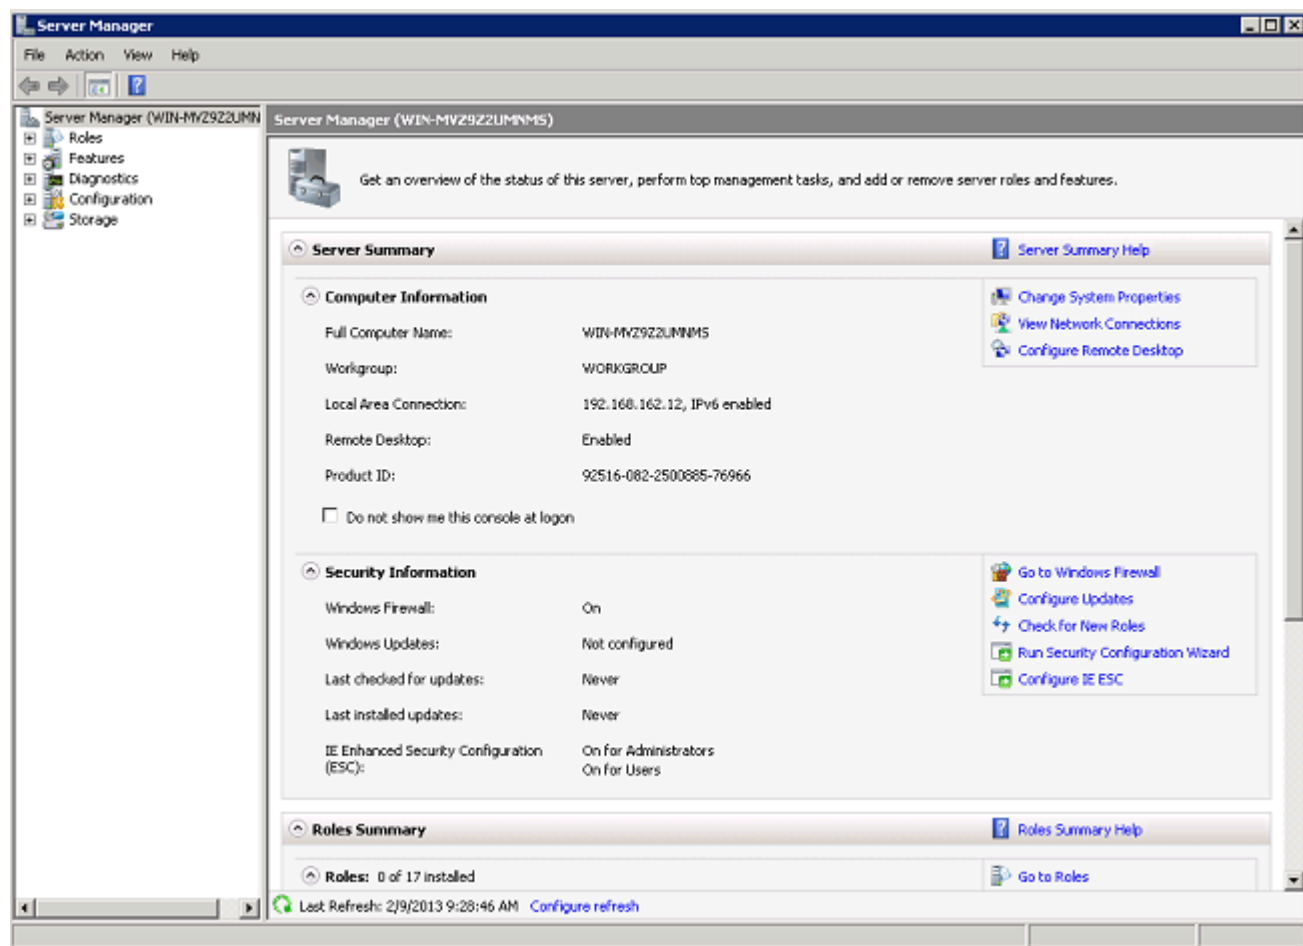 Server Manager
File Action View Help
Server Manager (WIN-MVZ9Z2UMN
Roles
Features
Diagnostics
Configuration
Storage
Server Manager (WIN-MVZ9Z2UMNMS)
Get an overview of the status of this server, perform top management tasks, and add or remove server roles and features.
Server Summary
Server Summary Help
Computer Information
Change System Properties
View Network Connections
Configure Remote Desktop
Full Computer Name: WIN-MVZ9Z2UMNMS
Workgroup: WORKGROUP
Local Area Connection: 192.168.162.12, IPv6 enabled
Remote Desktop: Enabled
Product ID: 92516-082-2500885-76966
Do not show me this console at logon
Security Information
Go to Windows Firewall
Configure Updates
Check for New Roles
Run Security Configuration Wizard
Configure IE ESC
Windows Firewall: On
Windows Updates: Not configured
Last checked for updates: Never
Last installed updates: Never
IE Enhanced Security Configuration (ESC): On for Administrators
On for Users
Roles Summary
Roles Summary Help
Roles: 0 of 17 installed
Go to Roles
Last Refresh: 2/9/2013 9:28:46 AM Configure refresh